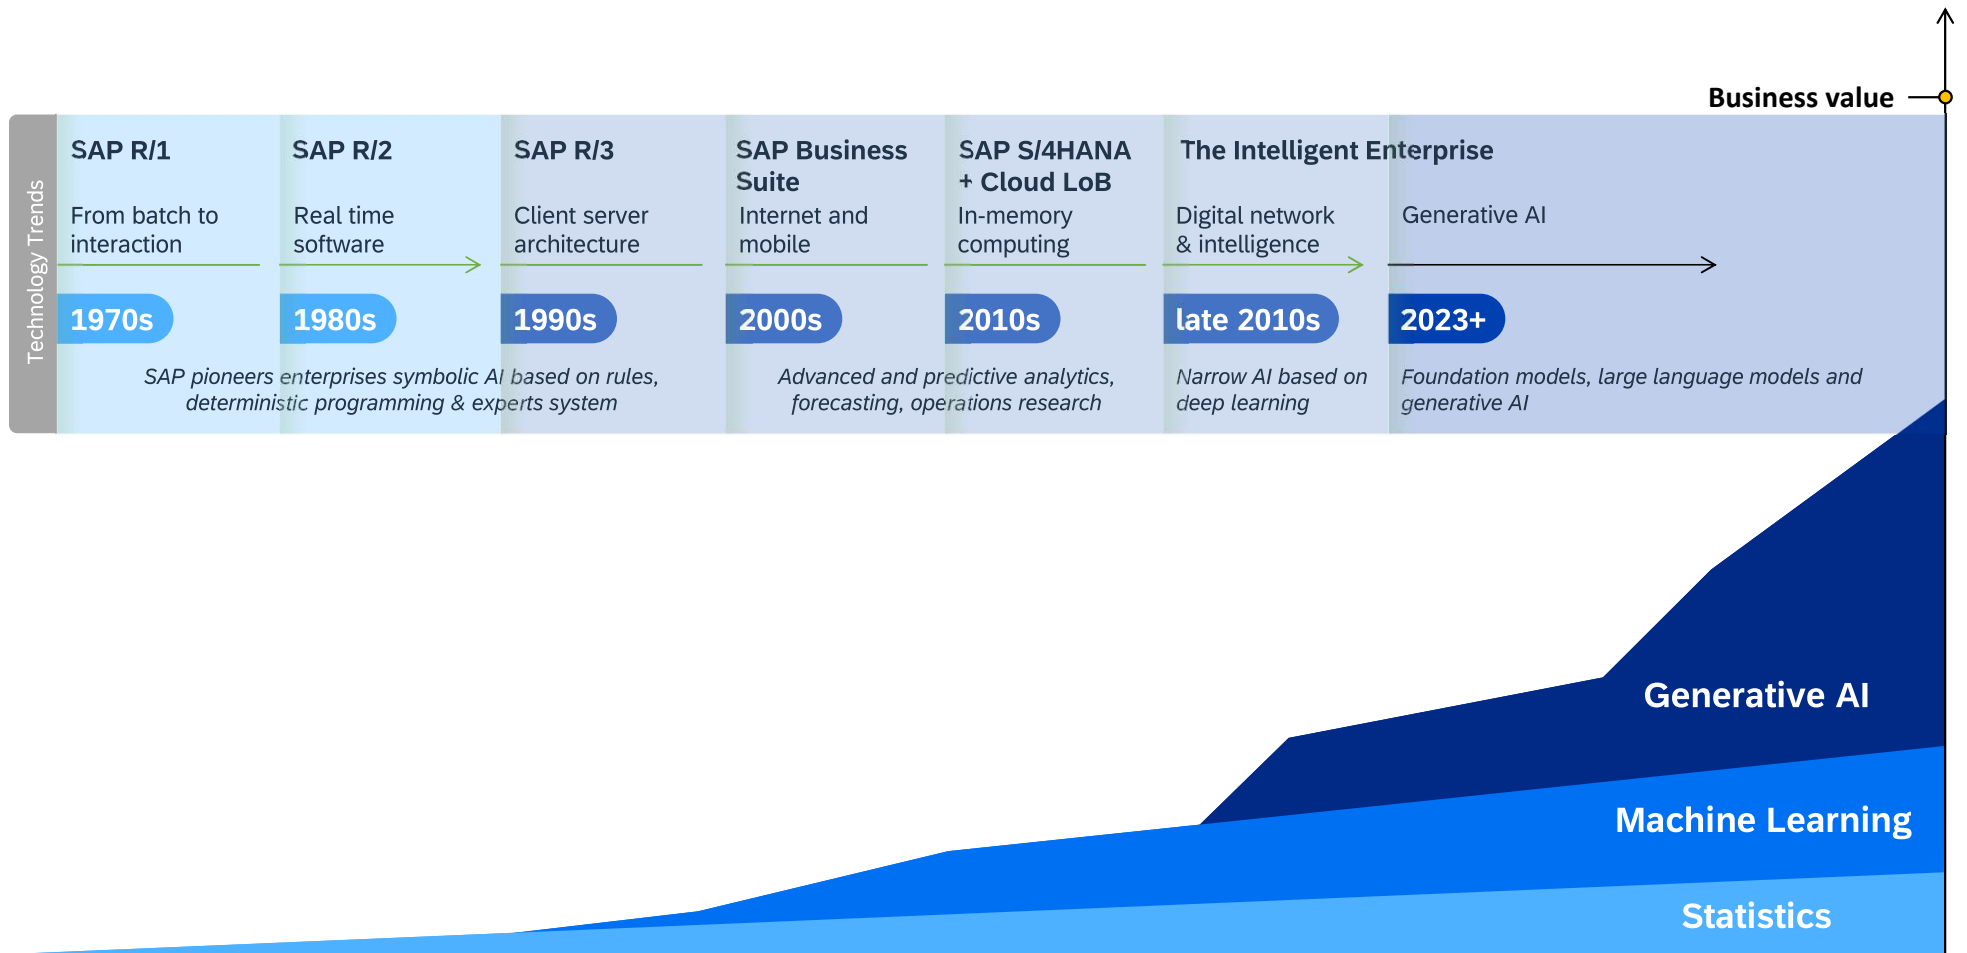 Business value
Technology Trends
SAP R/1
From batch to
interaction
1970s
SAP R/2
Real time
software
1980s
SAP R/3
Client server
architecture
1990s
SAP pioneers enterprises symbolic AI based on rules,
deterministic programming & experts system
SAP Business
Suite
Internet and
mobile
2000s
SAP S/4HANA
+ Cloud LoB
In-memory
computing
2010s
Advanced and predictive analytics,
forecasting, operations research
The Intelligent Enterprise
Digital network
& intelligence
late 2010s
Narrow AI based on
deep learning
Generative AI
2023+
Foundation models, large language models and
generative AI
Generative AI
Machine Learning
Statistics